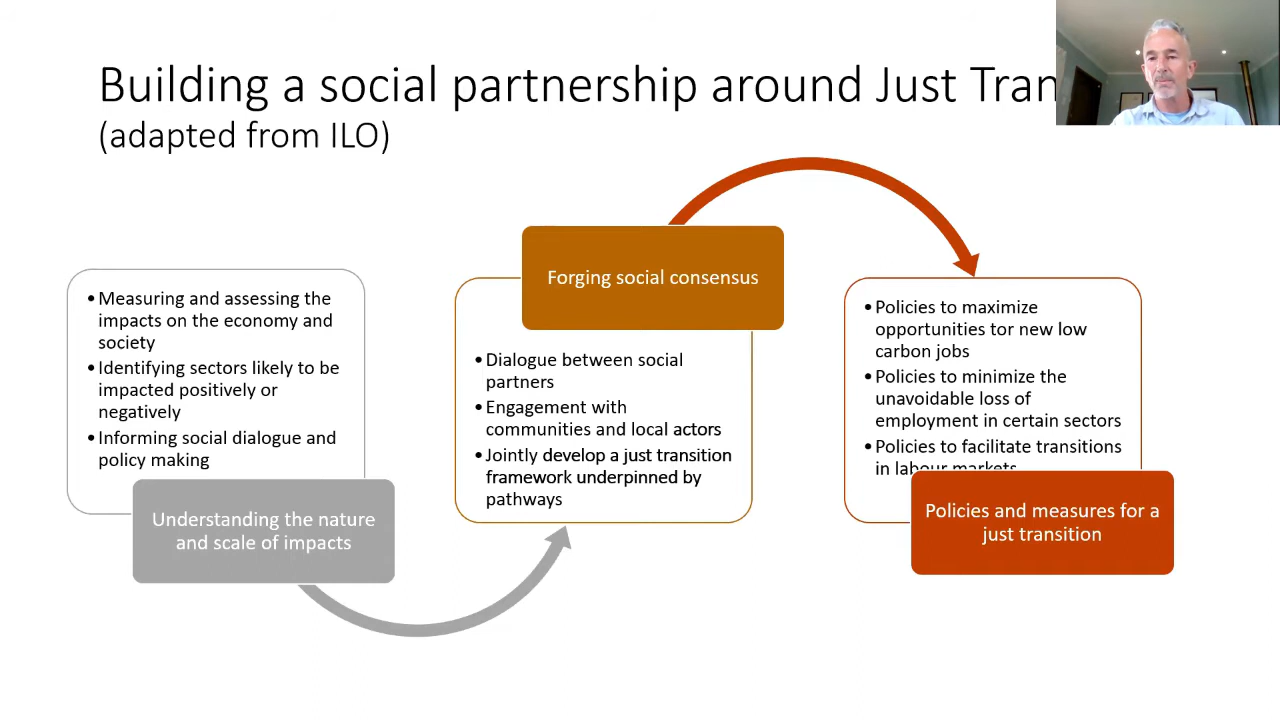 Building a social partnership around Just Tran
(adapted from ILO)
•Measuring and assessing the
impacts on the economy and
society
•Identifying sectors likely to be
impacted positively or
negatively
•Informing social dialogue and
policy making
Understanding the nature
and scale of impacts
Forging social consensus
•Dialogue between social
partners
•Engagement with
communities and local actors
•Jointly develop a just transition
framework underpinned by
pathways
•Policies to maximize
opportunities tor new low
carbon jobs
•Policies to minimize the
unavoidable loss of
employment in certain sectors
•Policies to facilitate transitions
in labour markets
Policies and measures for a
just transition